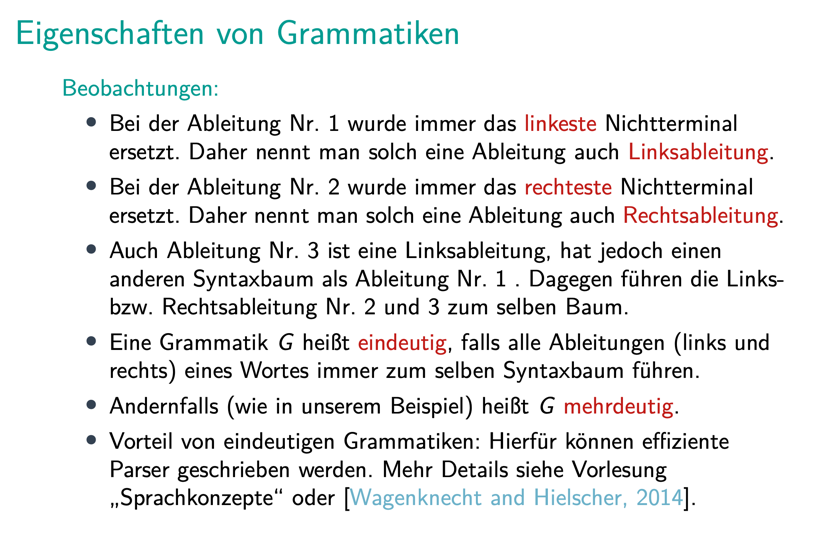 Eigenschaften von Grammatiken
Beobachtungen:
• Bei der Ableitung Nr. 1 wurde immer das linkeste Nichtterminal
ersetzt. Daher nennt man solch eine Ableitung auch Linksableitung.
• Bei der Ableitung Nr. 2 wurde immer das rechteste Nichtterminal
ersetzt. Daher nennt man solch eine Ableitung auch Rechtsableitung.
• Auch Ableitung Nr. 3 ist eine Linksableitung, hat jedoch einen
anderen Syntaxbaum als Ableitung Nr. 1 . Dagegen führen die Links-
bzw. Rechtsableitung Nr. 2 und 3 zum selben Baum.
• Eine Grammatik G heißt eindeutig, falls alle Ableitungen (links und
rechts) eines Wortes immer zum selben Syntaxbaum führen.
• Andernfalls (wie in unserem Beispiel) heißt G mehrdeutig.
• Vorteil von eindeutigen Grammatiken: Hierfür können effiziente
Parser geschrieben werden. Mehr Details siehe Vorlesung
„Sprachkonzepte“ oder [Wagenknecht and Hielscher, 2014].